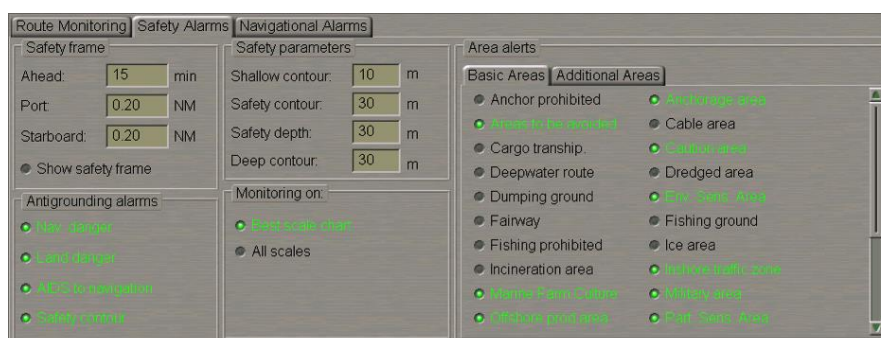 Route Monitoring Safety Alarms Navigational Alarms
Safety frame
Ahead: 15 min
Port: 0.20 NM
Starboard: 0.20 NM
Show safety frame
Antigrounding alarms
Nav. danger
Land danger
AIDS to navigation
Safety contour
Safety parameters
Shallow contour: 10 m
Safety contour: 30 m
Safety depth: 30 m
Deep contour: 30 m
Monitoring on:
Best scale chart
All scales
Area alerts
Basic Areas Additional Areas
Anchor prohibited Anchorage area
Areas to be avoided Cable area
Cargo tranship. Caution area
Deepwater route Dredged area
Dumping ground Env. Sens. Area
Fairway Fishing ground
Fishing prohibited Ice area
Incineration area Inshore traffic zone
Marine Farm Culture Military area
Offshore prod area Part. Sens. Area